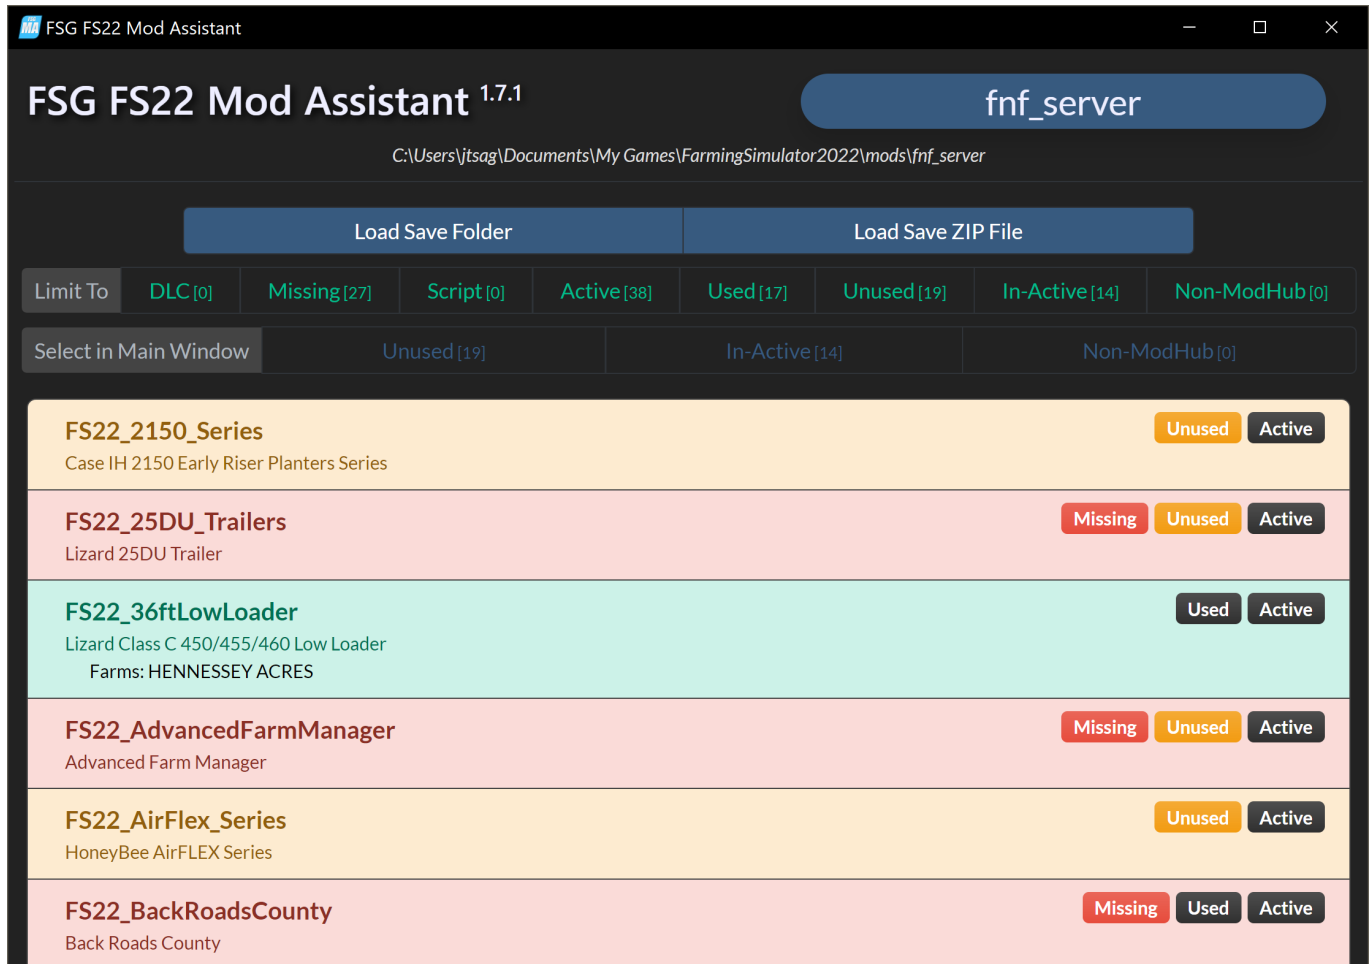 FSG FS22 Mod Assistant
FSG FS22 Mod Assistant 1.7.1
fnf_server
C:\Users\jtsag\Documents\My Games\FarmingSimulator2022\mods\fnf_server
Load Save Folder
Load Save ZIP File
Limit To DLC [0] Missing [27] Script [0] Active [38] Used [17] Unused [19] In-Active [14] Non-ModHub [0]
Select in Main Window Unused [19] In-Active [14] Non-ModHub [0]
FS22_2150_Series Unused Active
Case IH 2150 Early Riser Planters Series
FS22_25DU_Trailers Missing Unused Active
Lizard 25DU Trailer
FS22_36ftLowLoader Used Active
Lizard Class C 450/455/460 Low Loader
Farms: HENNESSEY ACRES
FS22_AdvancedFarmManager Missing Unused Active
Advanced Farm Manager
FS22_AirFlex_Series Unused Active
HoneyBee AirFLEX Series
FS22_BackRoadsCounty Missing Used Active
Back Roads County